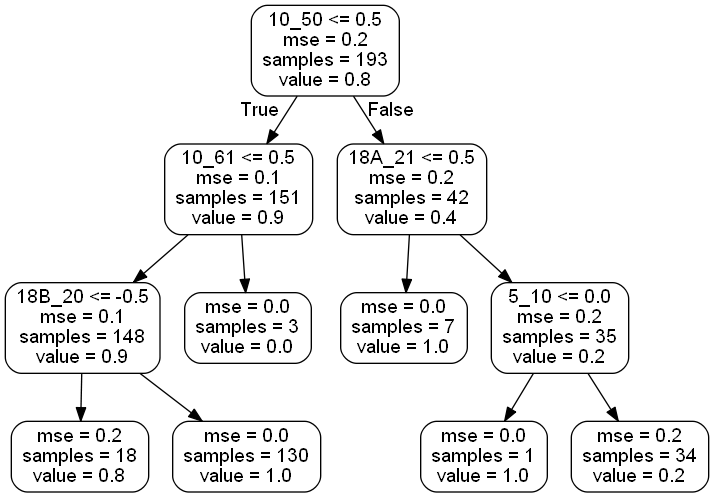 10_50 <= 0.5
mse = 0.2
samples = 193
value = 0.8
True
False
10_61 <= 0.5
mse = 0.1
samples = 151
value = 0.9
18A_21 <= 0.5
mse = 0.2
samples = 42
value = 0.4
18B_20 <= -0.5
mse = 0.1
samples = 148
value = 0.9
mse = 0.0
samples = 3
value = 0.0
mse = 0.0
samples = 7
value = 1.0
5_10 <= 0.0
mse = 0.2
samples = 35
value = 0.2
mse = 0.2
samples = 18
value = 0.8
mse = 0.0
samples = 130
value = 1.0
mse = 0.0
samples = 1
value = 1.0
mse = 0.2
samples = 34
value = 0.2